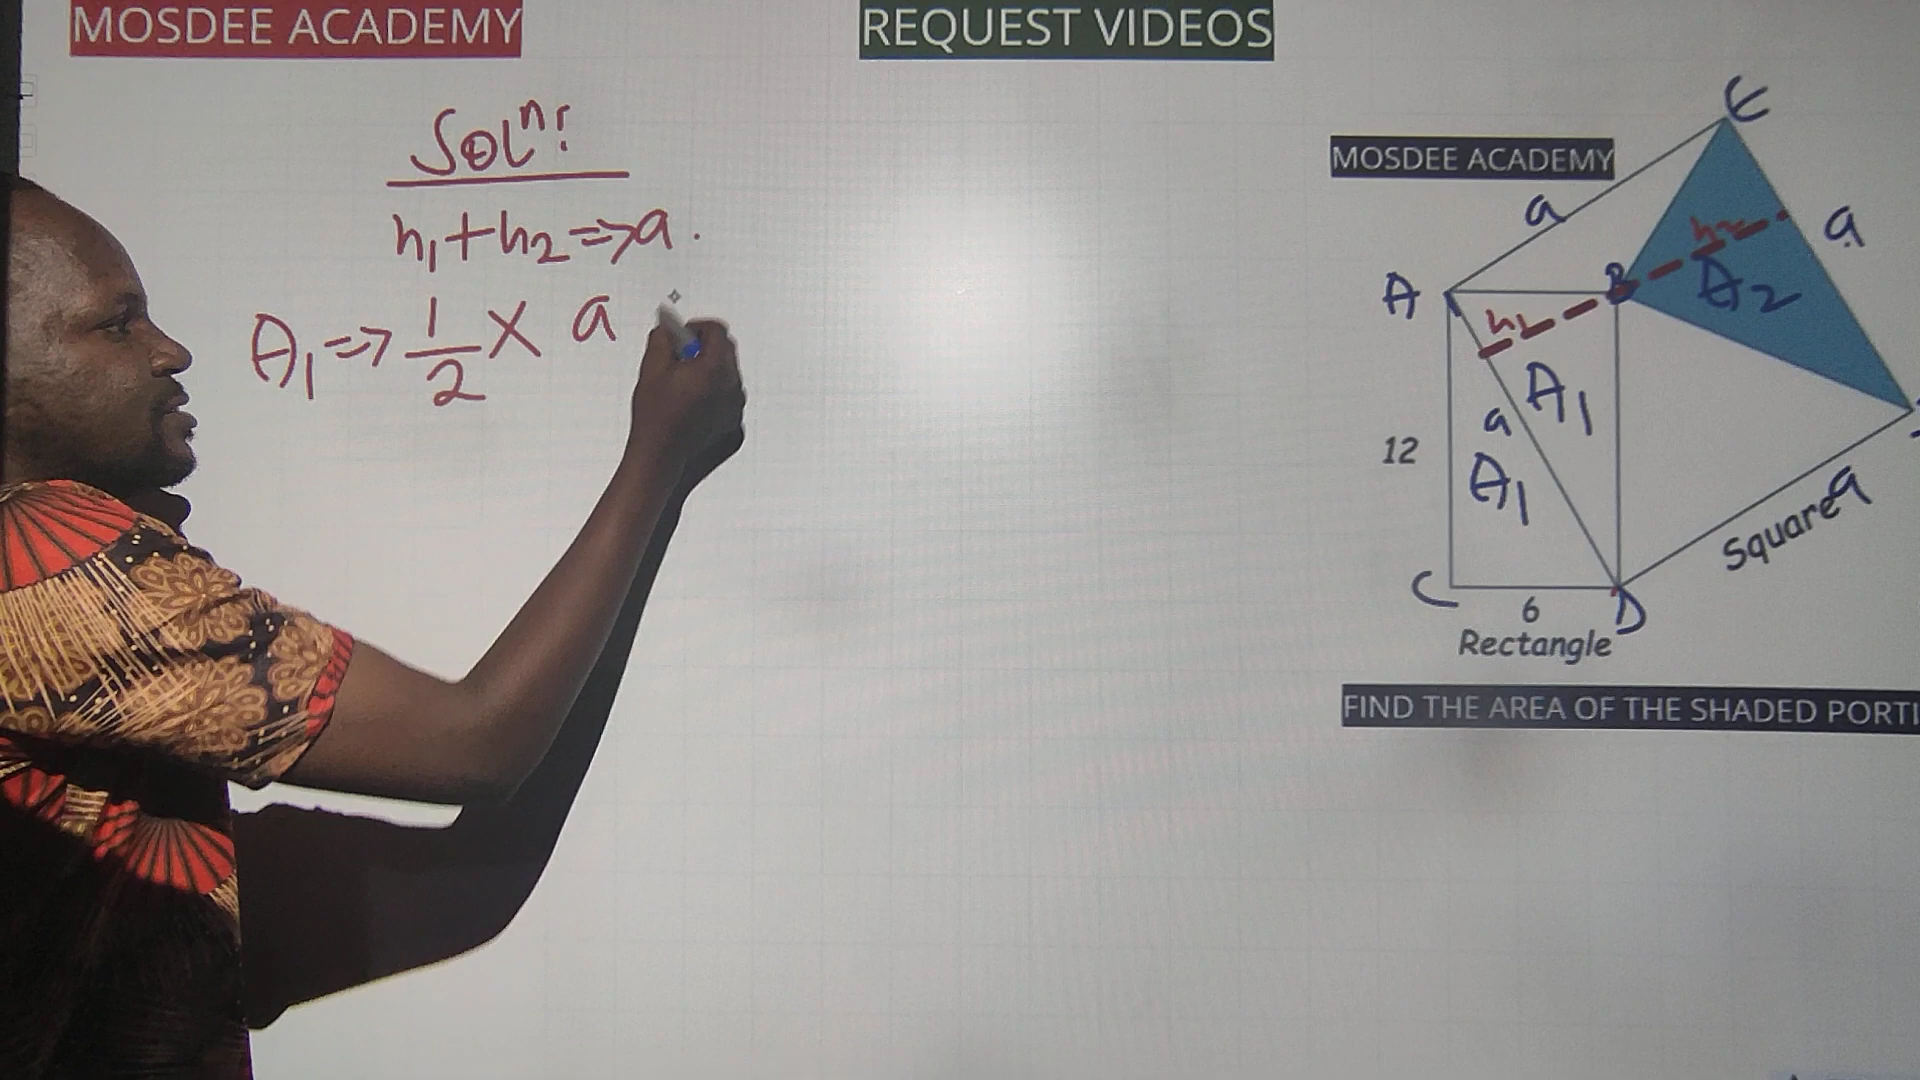 MOSDEE ACADEMY
REQUEST VIDEOS
Solⁿ:
h₁+h₂⇒a.
A₁⇒ 1/2 × a
E
MOSDEE ACADEMY
a
a
h₂
A
B
A₂
h₁
A₁
a
12
A₁
a
Square
C
6
D
Rectangle
FIND THE AREA OF THE SHADED PORTI